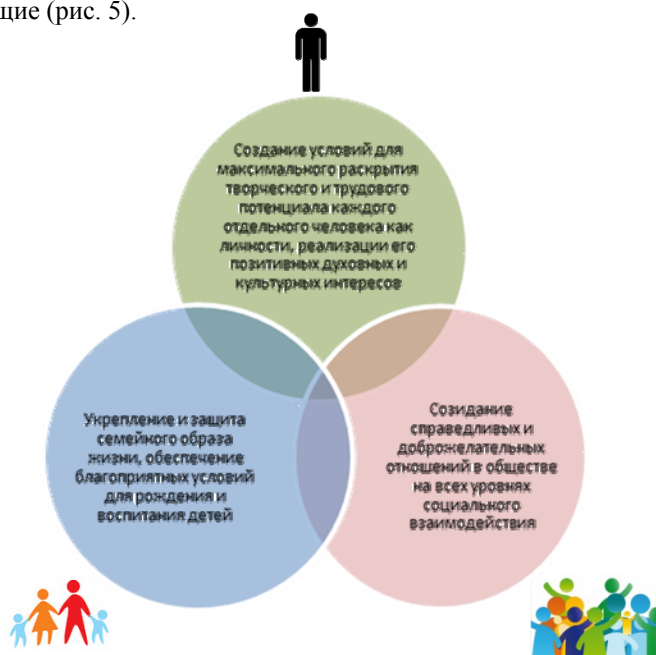 щие (рис. 5).
Создание условий для
максимального раскрытия
творческого и трудового
потенциала каждого
отдельного человека как
личности, реализации его
позитивных духовных и
культурных интересов
Укрепление и защита
семейного образа
жизни, обеспечение
благоприятных условий
для рождения и
воспитания детей
Созидание
справедливых и
доброжелательных
отношений в обществе
на всех уровнях
социального
взаимодействия